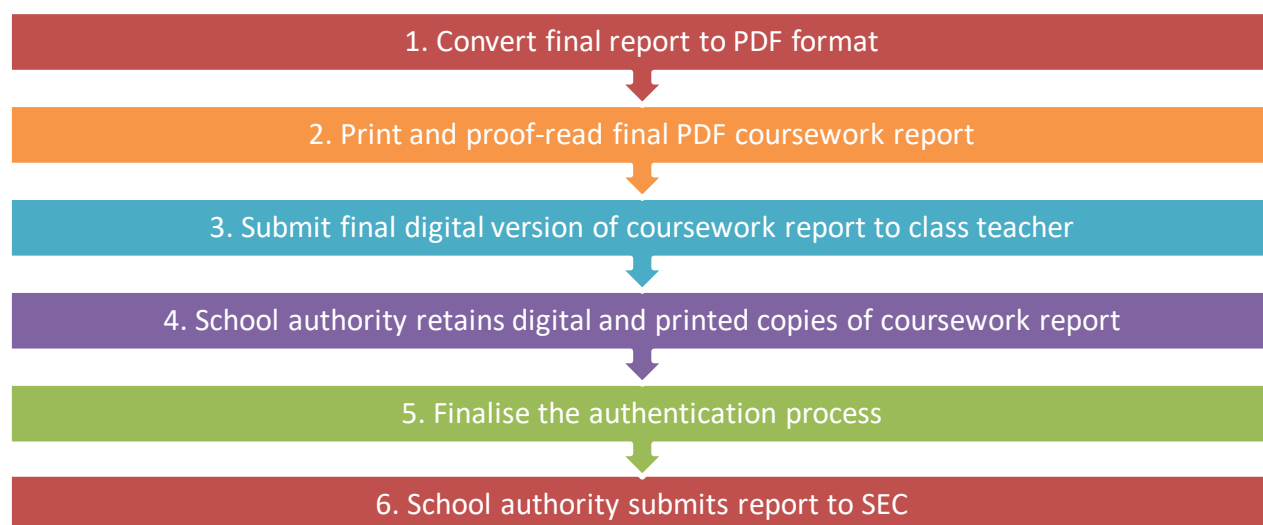 1. Convert final report to PDF format
2. Print and proof-read final PDF coursework report
3. Submit final digital version of coursework report to class teacher
4. School authority retains digital and printed copies of coursework report
5. Finalise the authentication process
6. School authority submits report to SEC